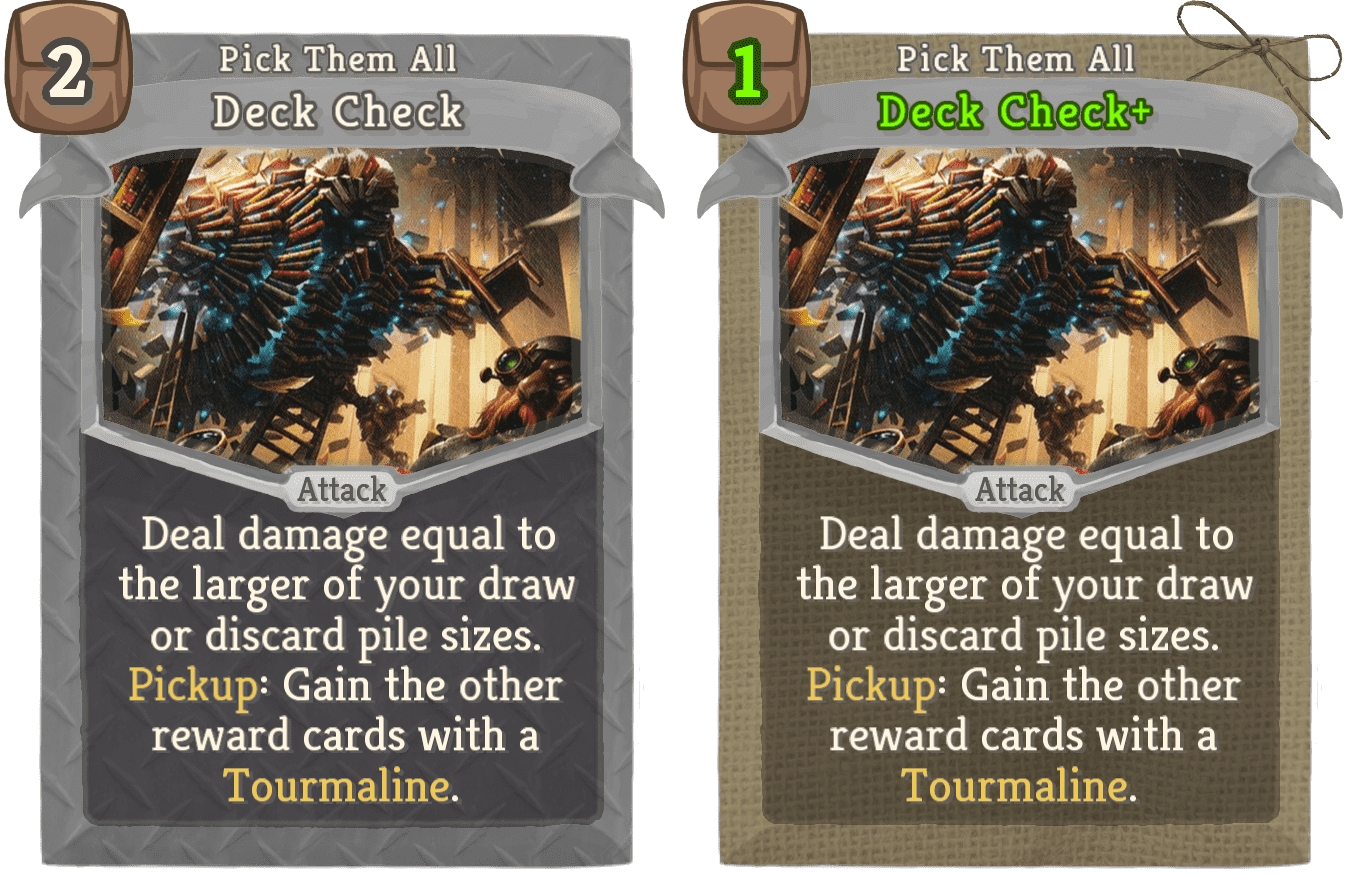 2
Pick Them All
Deck Check
Attack
Deal damage equal to
the larger of your draw
or discard pile sizes.
Pickup: Gain the other
reward cards with a
Tourmaline.
1
Pick Them All
Deck Check+
Attack
Deal damage equal to
the larger of your draw
or discard pile sizes.
Pickup: Gain the other
reward cards with a
Tourmaline.